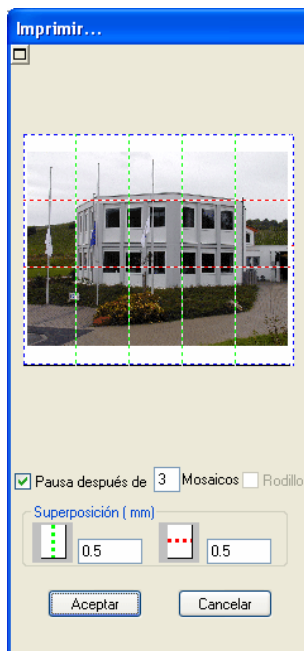 Imprimir...
Pausa después de 3 Mosaicos Rodillo
Superposición ( mm)
0.5 0.5
Aceptar Cancelar